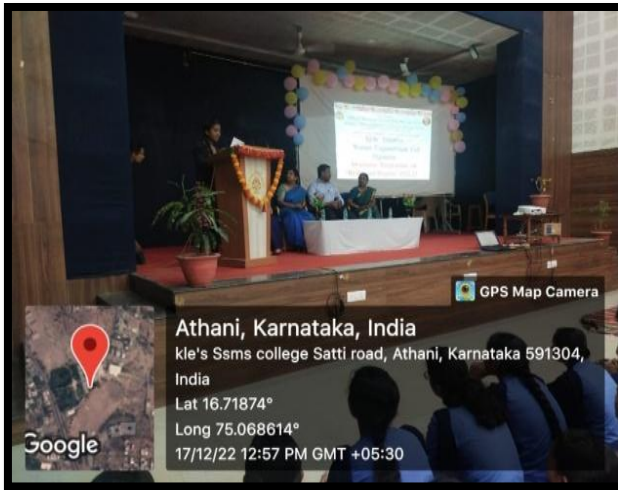 GPS Map Camera
Athani, Karnataka, India
kle's Ssms college Satti road, Athani, Karnataka 591304,
India
Lat 16.71874°
Long 75.068614°
17/12/22 12:57 PM GMT +05:30
Google